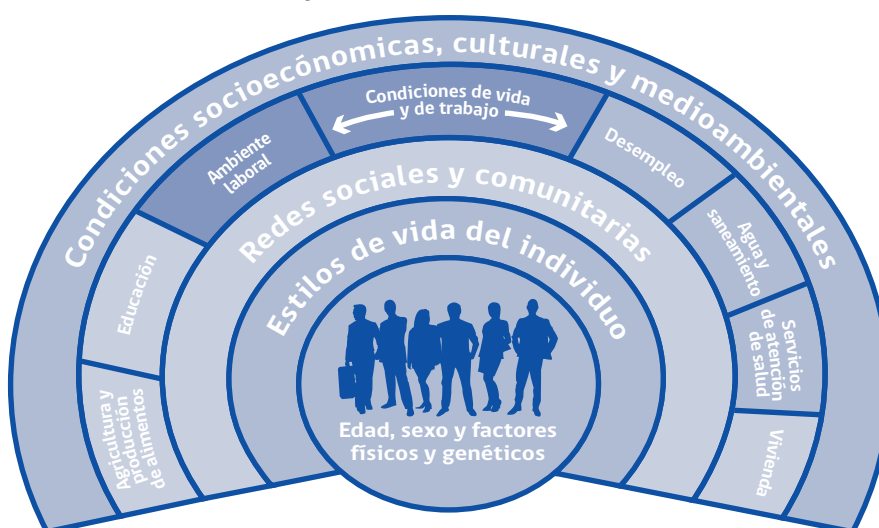 Condiciones socioecónomicas, culturales y medioambientales
Condiciones de vida
y de trabajo
Ambiente
laboral
Desempleo
Educación
Agua y
saneamiento
Agricultura y
producción
de alimentos
Servicios
de atención
de salud
Vivienda
Redes sociales y comunitarias
Estilos de vida del individuo
Edad, sexo y factores
físicos y genéticos